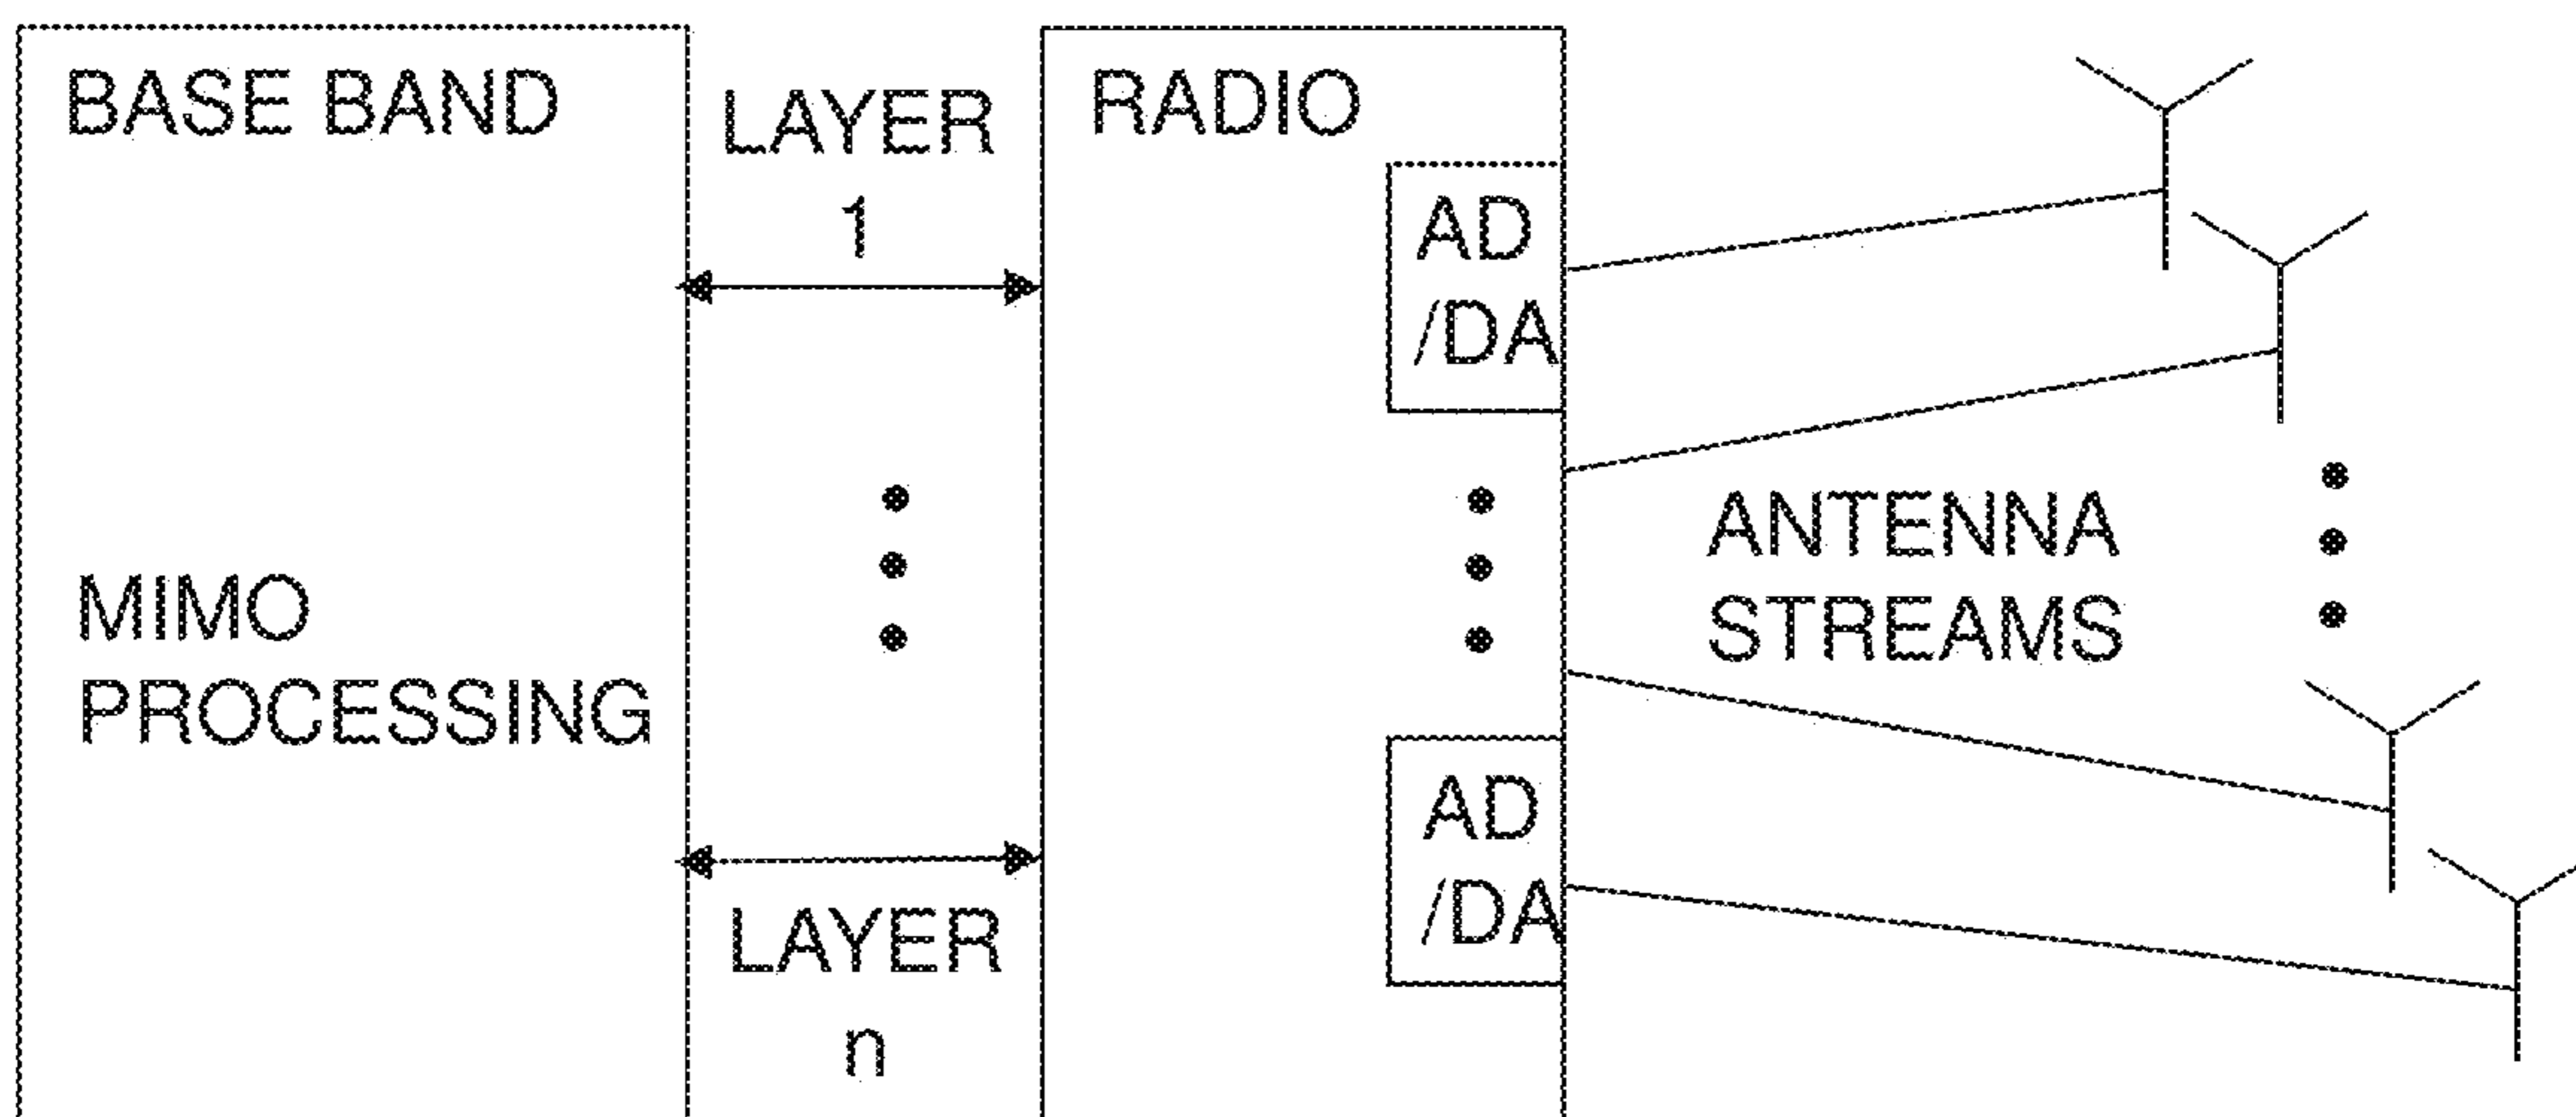 BASE BAND
MIMO
PROCESSING
LAYER
1
LAYER
n
RADIO
AD
/DA
AD
/DA
ANTENNA
STREAMS